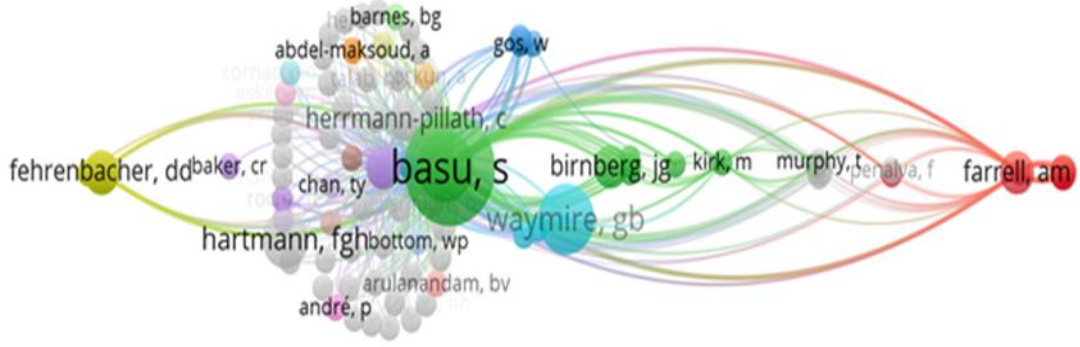 barnes, bg
gos, w
abdel-maksoud, a
herrmann-pillath, c
fehrenbacher, dd
baker, cr
chan, ty
basu, s
birnberg, jg
kirk, m
murphy, t
penalva, f
farrell, am
waymire, gb
hartmann, fgh
bottom, wp
arulanandam, bv
andré, p